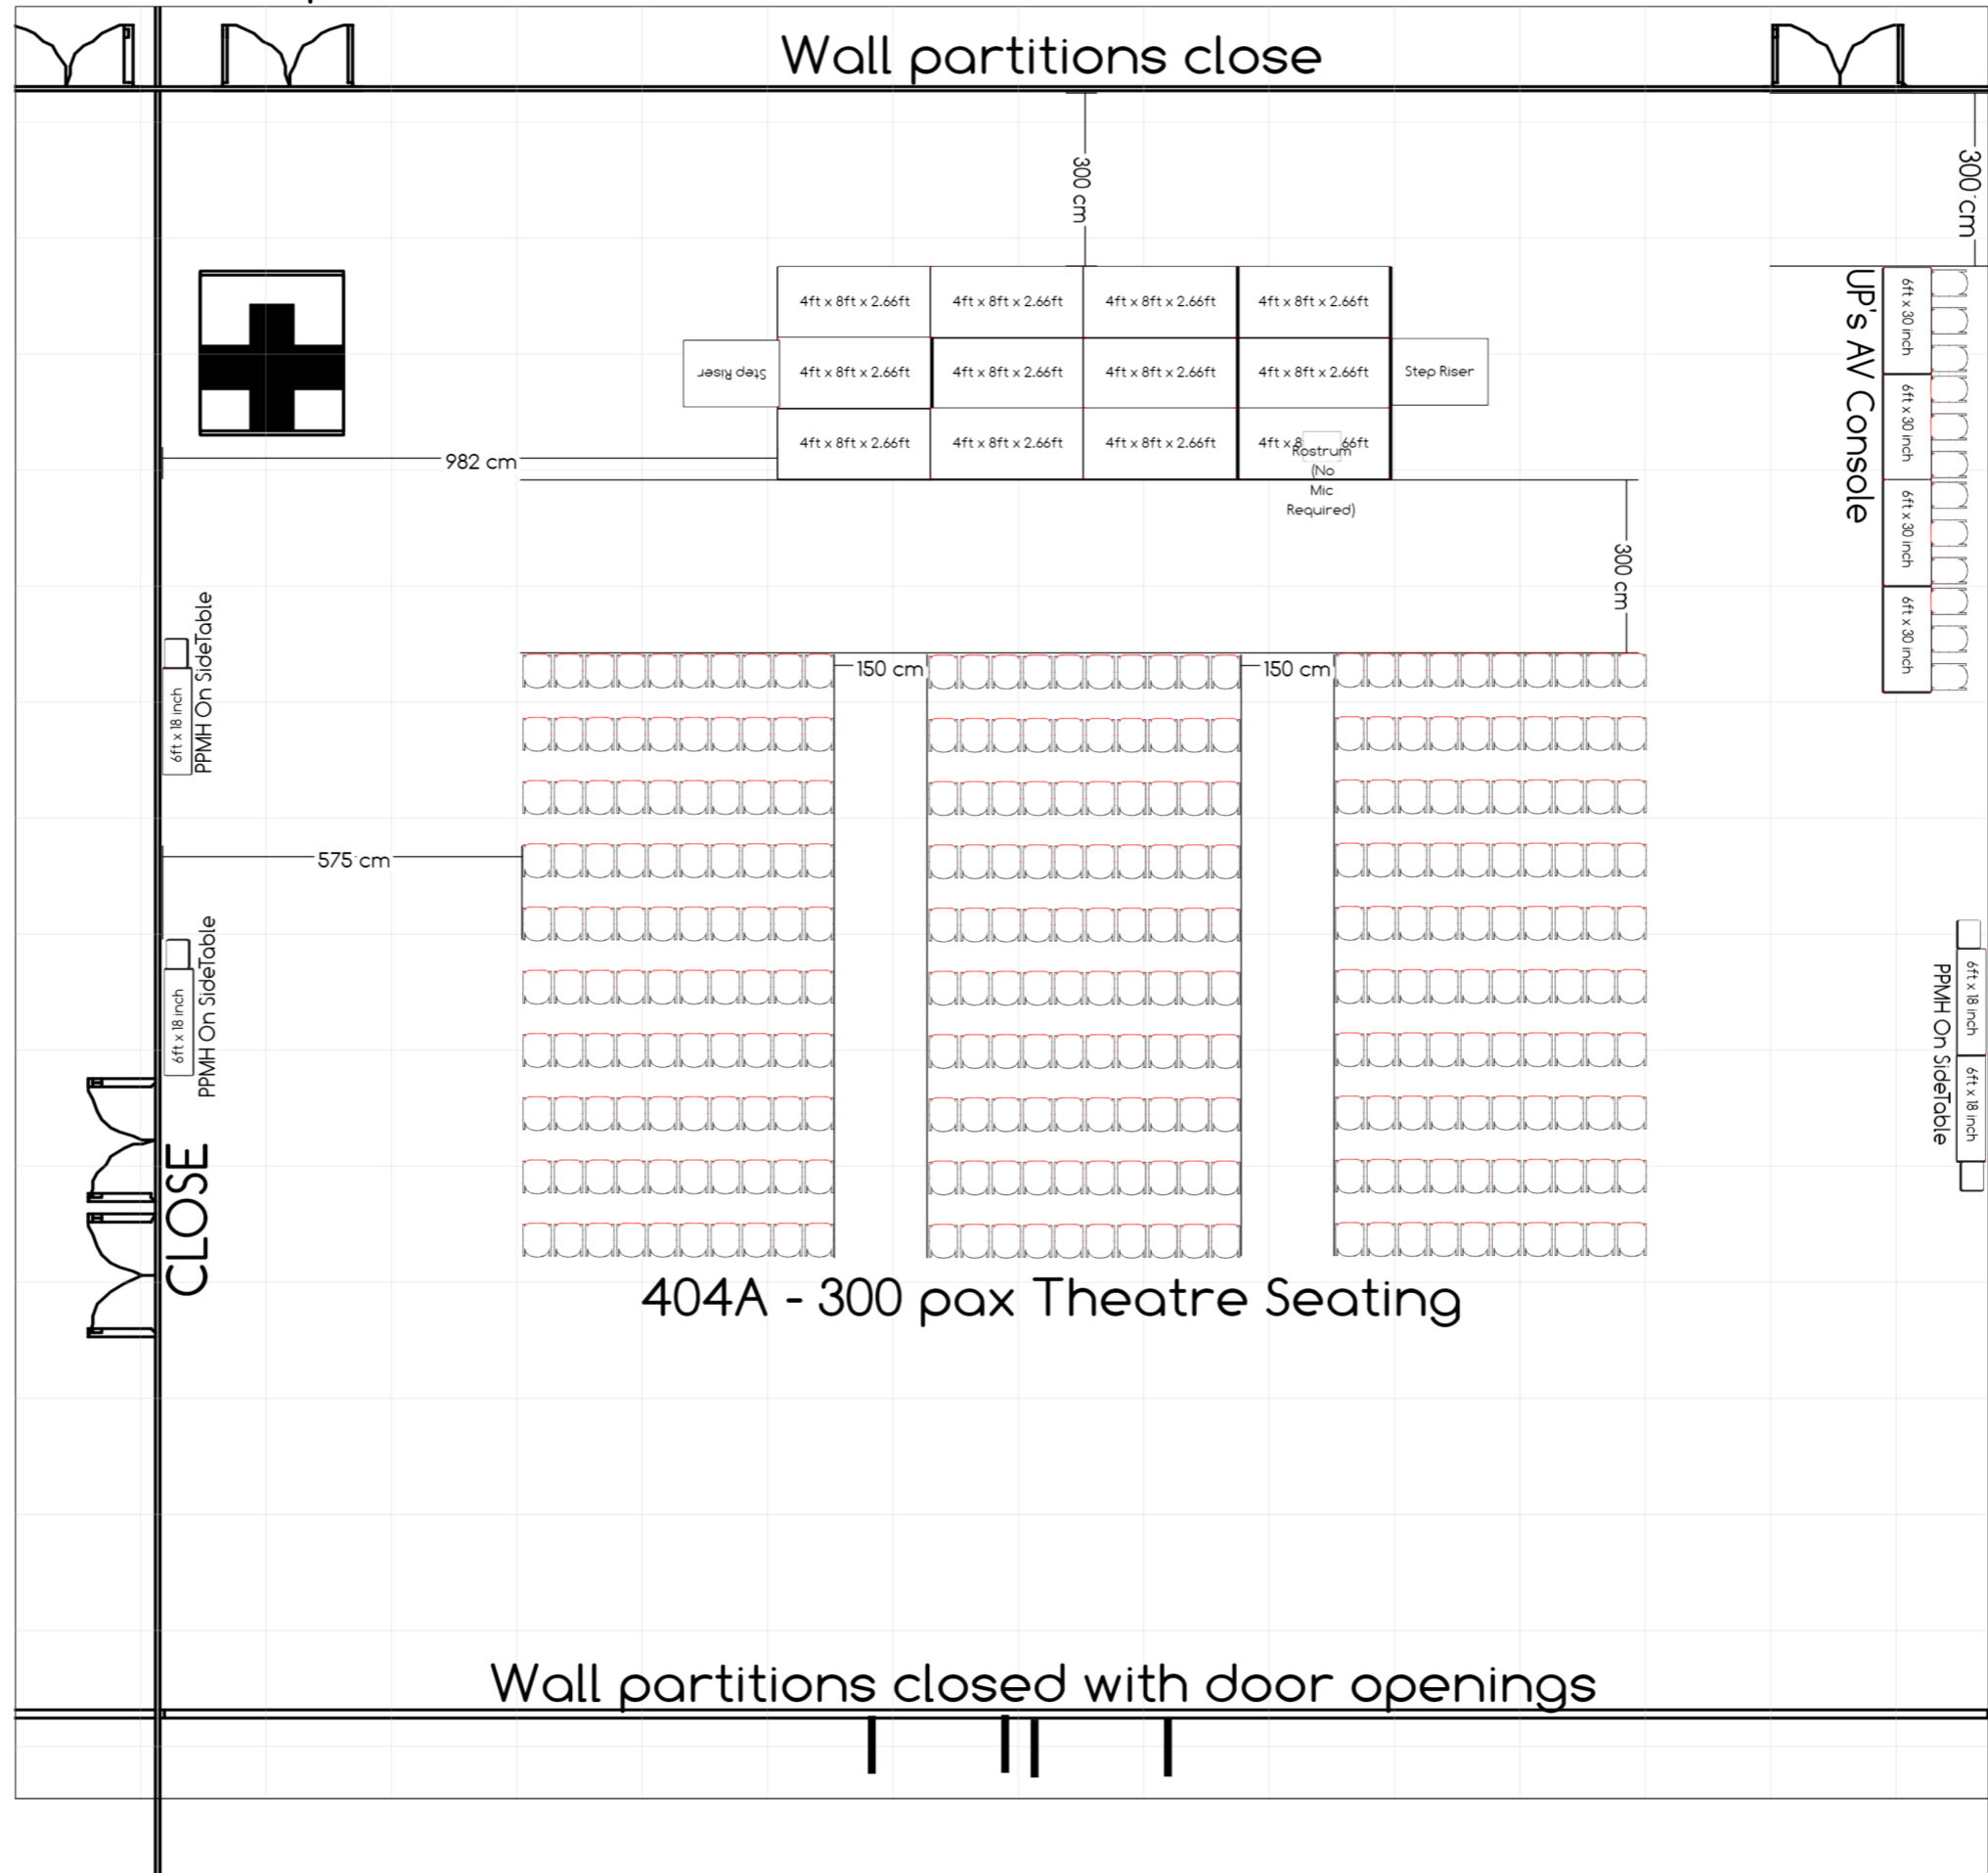 Wall partitions close
300 cm
300 cm
4ft x 8ft x 2.66ft
4ft x 8ft x 2.66ft
4ft x 8ft x 2.66ft
4ft x 8ft x 2.66ft
Step Riser
4ft x 8ft x 2.66ft
4ft x 8ft x 2.66ft
4ft x 8ft x 2.66ft
4ft x 8ft x 2.66ft
Step Riser
4ft x 8ft x 2.66ft
4ft x 8ft x 2.66ft
4ft x 8ft x 2.66ft
4ft x 8 66ft
Rostrum
(No
Mic
Required)
982 cm
UP's AV Console
6ft x 30 inch
6ft x 30 inch
6ft x 30 inch
6ft x 30 inch
300 cm
6ft x 18 inch
PPMH On SideTable
150 cm
150 cm
575 cm
6ft x 18 inch
PPMH On SideTable
PPMH On SideTable
6ft x 18 inch
6ft x 18 inch
CLOSE
404A - 300 pax Theatre Seating
Wall partitions closed with door openings